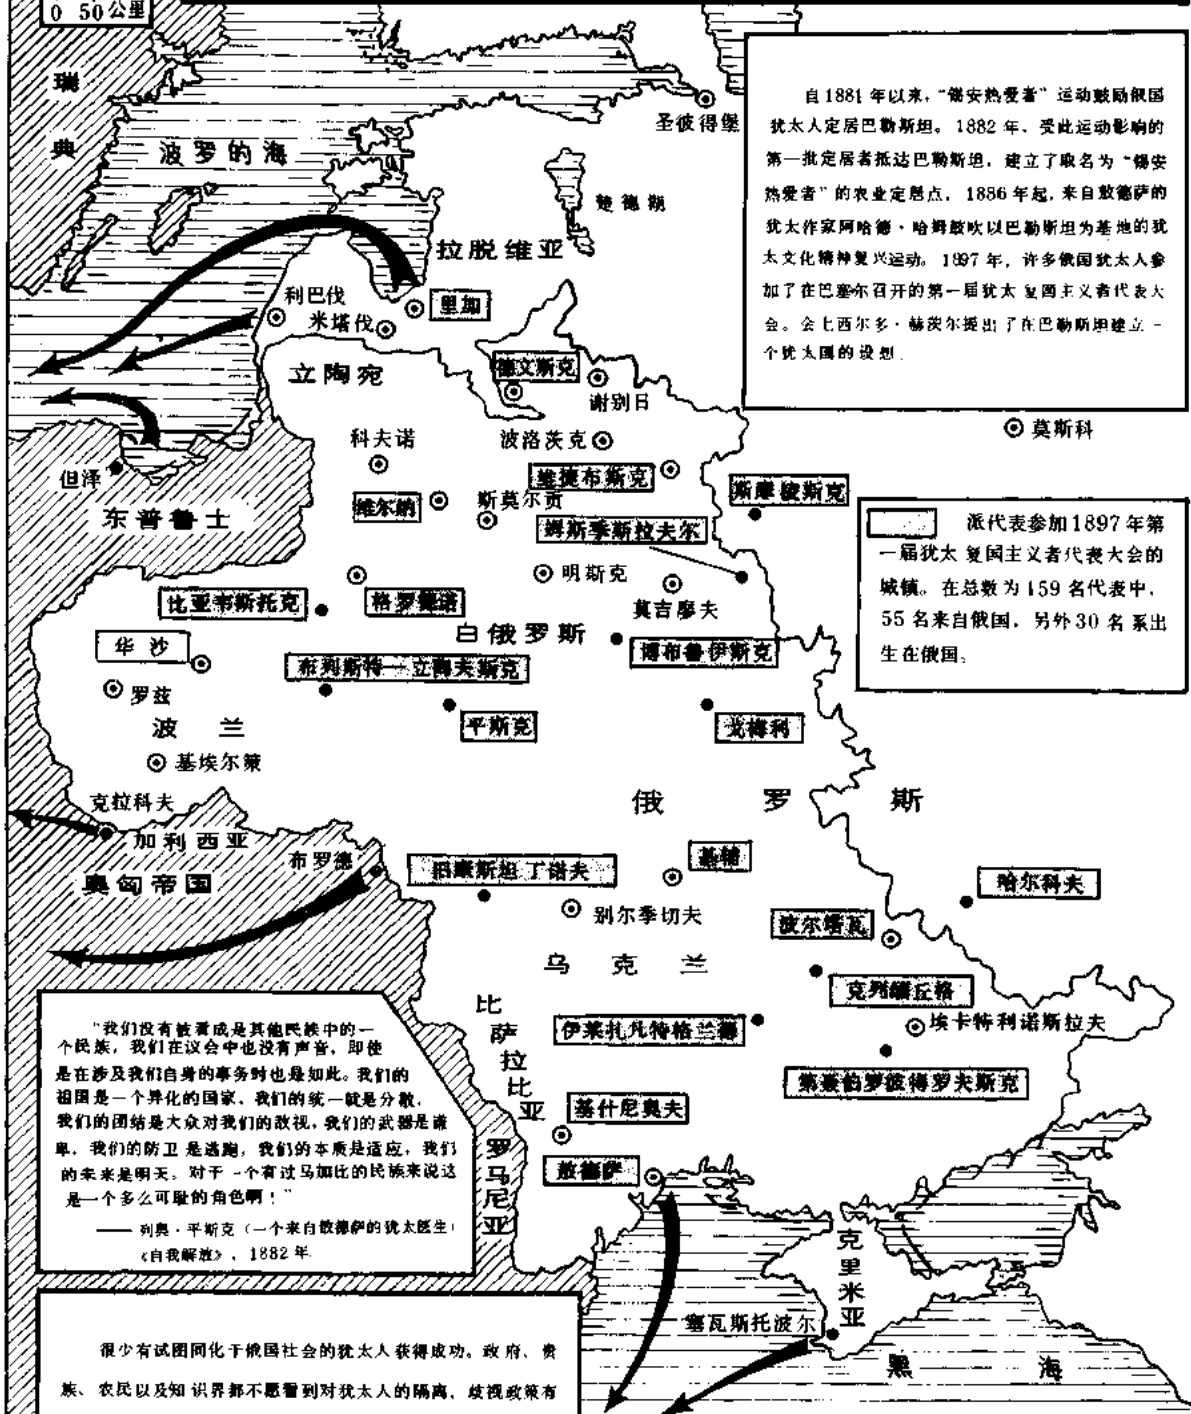 0 50公里
瑞
典
波罗的海
圣彼得堡
楚德湖
拉脱维亚
利巴伐
米塔伐
里加
立陶宛
德文斯克
谢别日
科夫诺
波洛茨克
维捷布斯克
维尔纳
斯莫尔贡
斯摩棱斯克
姆斯季斯拉夫尔
莫斯科
但泽
东普鲁士
明斯克
莫吉廖夫
比亚韦斯托克
格罗德诺
白俄罗斯
博布鲁伊斯克
华沙
布列斯特—立陶夫斯克
罗兹
平斯克
戈梅利
波 兰
基埃尔策
克拉科夫
俄 罗 斯
加利西亚
布罗德
奥匈帝国
旧康斯坦丁诺夫
基辅
哈尔科夫
别尔季切夫
波尔塔瓦
乌 克 兰
克列缅丘格
比
萨
拉
比
亚
伊莱扎凡特格兰德
埃卡特利诺斯拉夫
第聂伯罗彼得罗夫斯克
基什尼奥夫
敖德萨
罗
马
尼
亚
克
里
米
亚
塞瓦斯托波尔
黑 海
自1881年以来，“锡安热爱者”运动鼓励俄国
犹太人定居巴勒斯坦。1882年，受此运动影响的
第一批定居者抵达巴勒斯坦，建立了取名为“锡安
热爱者”的农业定居点，1886年起，来自敖德萨的
犹太作家阿哈德·哈姆鼓吹以巴勒斯坦为基地的犹
太文化精神复兴运动。1897年，许多俄国犹太人参
加了在巴塞尔召开的第一届犹太复国主义者代表大
会。会上西尔多·赫茨尔提出了在巴勒斯坦建立一
个犹太国的设想.
派代表参加1897年第
一届犹太复国主义者代表大会的
城镇。在总数为159名代表中，
55名来自俄国，另外30名系出
生在俄国。
“我们没有被看成是其他民族中的一
个民族，我们在议会中也没有声音，即使
是在涉及我们自身的事务时也是如此。我们的
祖国是一个异化的国家，我们的统一就是分散，
我们的团结是大众对我们的敌视，我们的武器是谦
卑，我们的防卫是逃跑，我们的本质是适应，我们
的未来是明天。对于一个有过马加比的民族来说这
是一个多么可耻的角色啊！”
—— 列奥·平斯克（一个来自敖德萨的犹太医生）
《自我解放》，1882年
很少有试图同化于俄国社会的犹太人获得成功。政府、贵
族、农民以及知识界都不愿看到对犹太人的隔离，歧视政策有